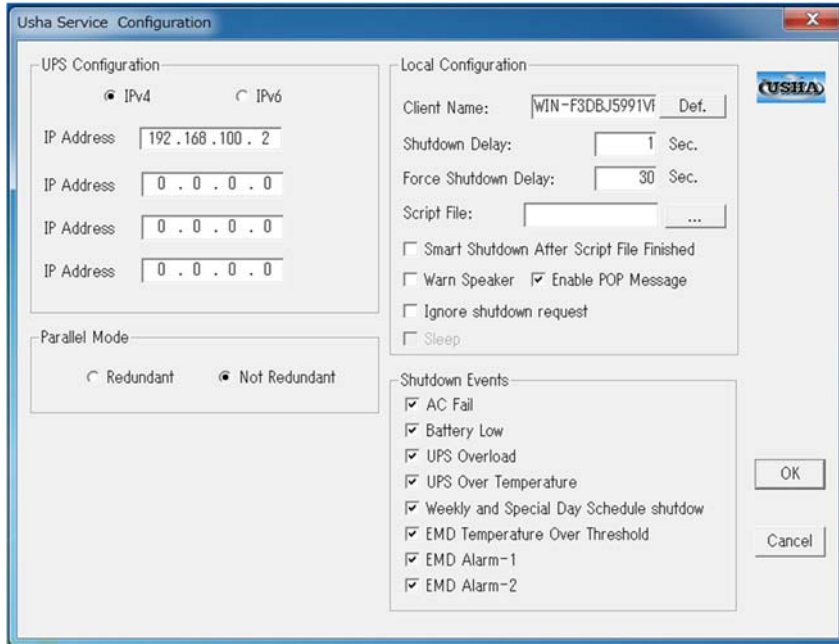 Usha Service Configuration
UPS Configuration
IPv4 IPv6
IP Address 192 .168 .100 . 2
IP Address 0 . 0 . 0 . 0
IP Address 0 . 0 . 0 . 0
IP Address 0 . 0 . 0 . 0
Parallel Mode
Redundant Not Redundant
Local Configuration
Client Name: WIN-F3DBJ5991V Def.
Shutdown Delay: 1 Sec.
Force Shutdown Delay: 30 Sec.
Script File: ...
Smart Shutdown After Script File Finished
Warn Speaker Enable POP Message
Ignore shutdown request
Sleep
Shutdown Events
AC Fail
Battery Low
UPS Overload
UPS Over Temperature
Weekly and Special Day Schedule shutdow
EMD Temperature Over Threshold
EMD Alarm-1
EMD Alarm-2
USHA
OK
Cancel